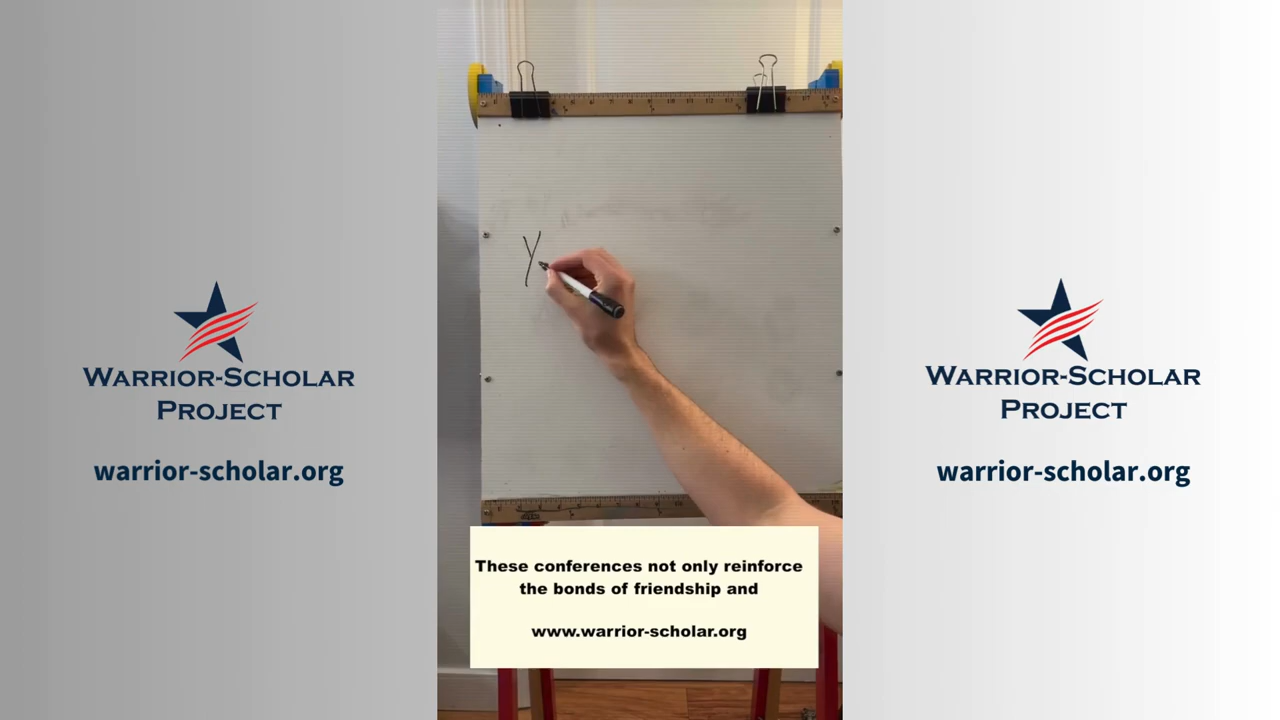 WARRIOR-SCHOLAR
PROJECT
warrior-scholar.org
Y
These conferences not only reinforce
the bonds of friendship and
www.warrior-scholar.org
WARRIOR-SCHOLAR
PROJECT
warrior-scholar.org